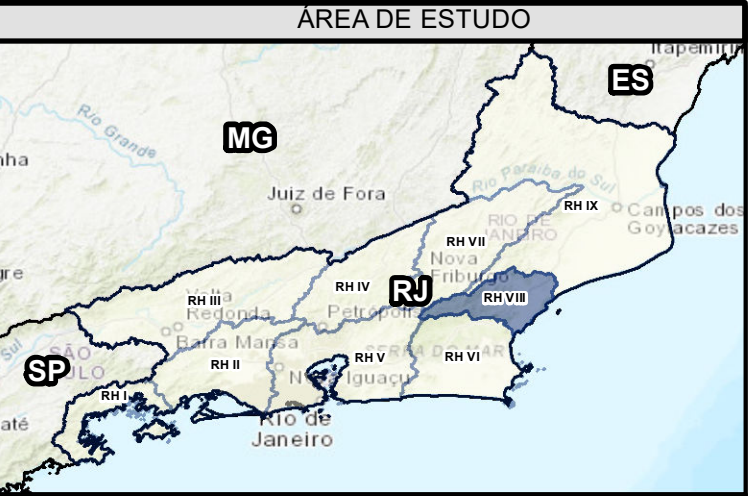 ÁREA DE ESTUDO
Itapemirim
ES
Rio Grande
MG
nha
Juiz de Fora
Rio Paraíba do Sul
RH IX
Campos dos
Goytacazes
RIO DE
JANEIRO
RH VII
Nova
Friburgo
gre
RH IV
RJ
RH VIII
RH III
Volta
Redonda
Petrópolis
Barra Mansa
Sul
SÃO
ULO
SP
RH II
RH V
SERRA DO MAR
RH VI
Nova Iguaçu
RH I
até
Rio de
Janeiro